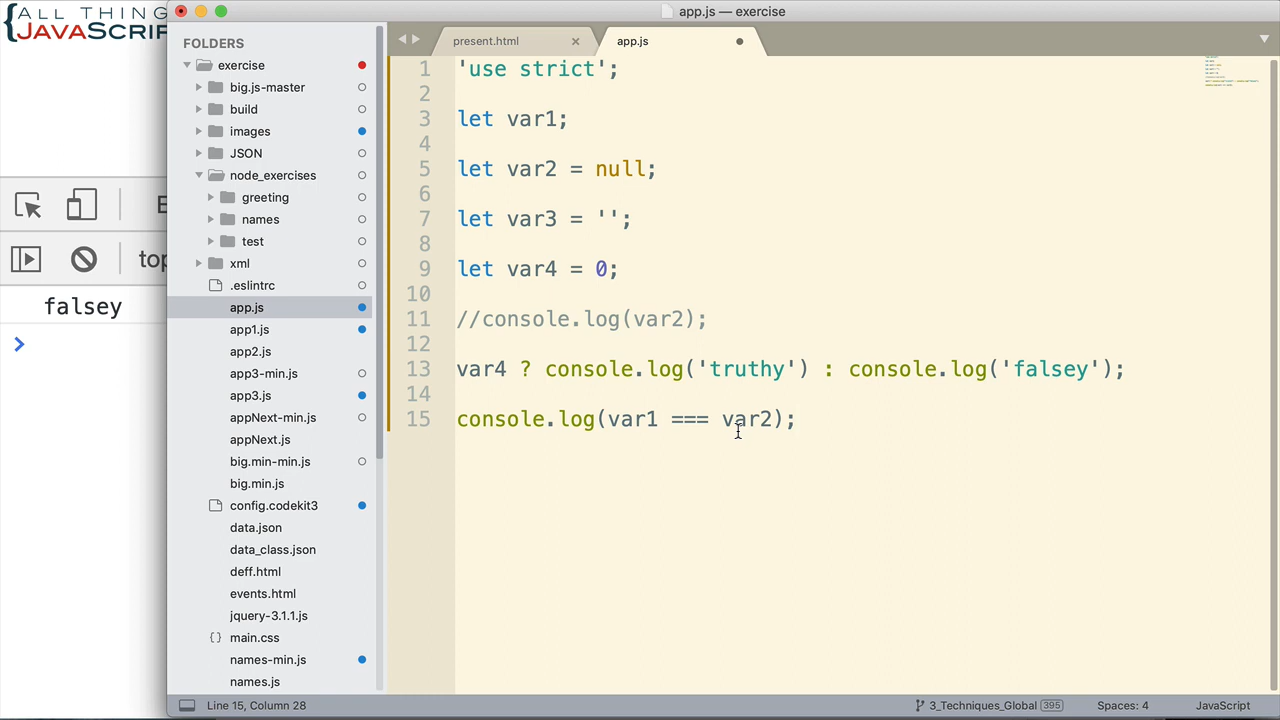 ALL THING
{JAVASCRIP
E
top
falsey
app.js — exercise
FOLDERS
exercise
big.js-master
build
images
JSON
node_exercises
greeting
names
test
xml
.eslintrc
app.js
app1.js
app2.js
app3-min.js
app3.js
appNext-min.js
appNext.js
big.min-min.js
big.min.js
config.codekit3
data.json
data_class.json
deff.html
events.html
jquery-3.1.1.js
{} main.css
names-min.js
names.js
present.html ×
app.js
1 'use strict';
2
3 let var1;
4
5 let var2 = null;
6
7 let var3 = '';
8
9 let var4 = 0;
10
11 //console.log(var2);
12
13 var4 ? console.log('truthy') : console.log('falsey');
14
15 console.log(var1 === var2);
Line 15, Column 28
3_Techniques_Global 395
Spaces: 4
JavaScript